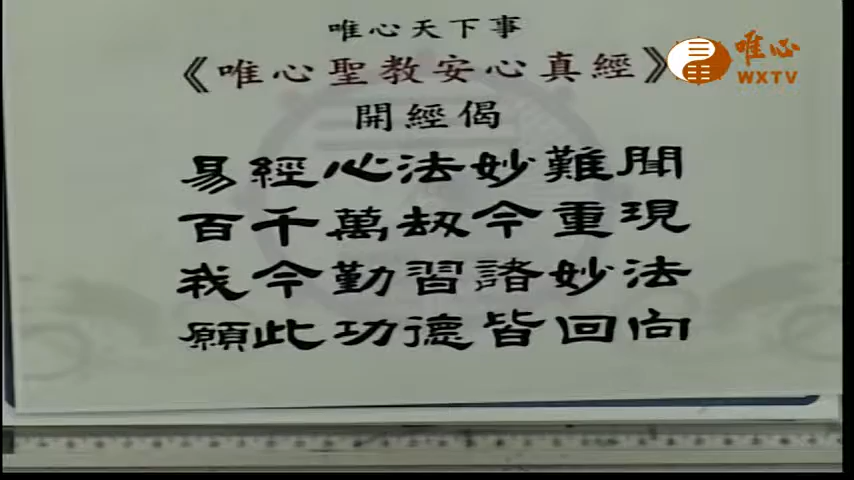 唯心天下事
《唯心聖教安心真經》
開經偈
易經心法妙難聞
百千萬劫今重現
我今勤習諸妙法
願此功德皆回向
唯心
WXTV